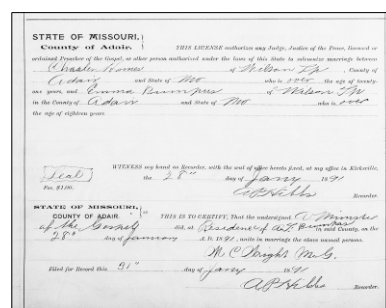 STATE OF MISSOURI,
County of Adair.
THIS LICENSE authorizes any Judge, Justice of the Peace, licensed or
ordained Preacher of the Gospel, or other person authorized under the laws of this State to solemnize marriage between
Charles of Wilson Tp, County of
Adair and State of Mo who is over the age of twenty-
one years, and Emma Bumpus of Wilson Tp
in the County of Adair and State of Mo who is over
the age of eighteen years.
WITNESS my hand as Recorder, with the seal of office hereto fixed, at my office in Kirksville,
Seal
the 28" day of Jany 1891
Fee, $1.00. A P Hibbs
Recorder.
STATE OF MISSOURI,
COUNTY OF ADAIR.
THIS IS TO CERTIFY, That the undersigned, a Minister
of the Gospel did, at Residence of Bumpus in said County, on the
28" day of January A. D. 1891, unite in marriage the above named persons.
M C Wright M.G.
Filed for Record this 31" day of Jany 1891
A P Hibbs
Recorder.